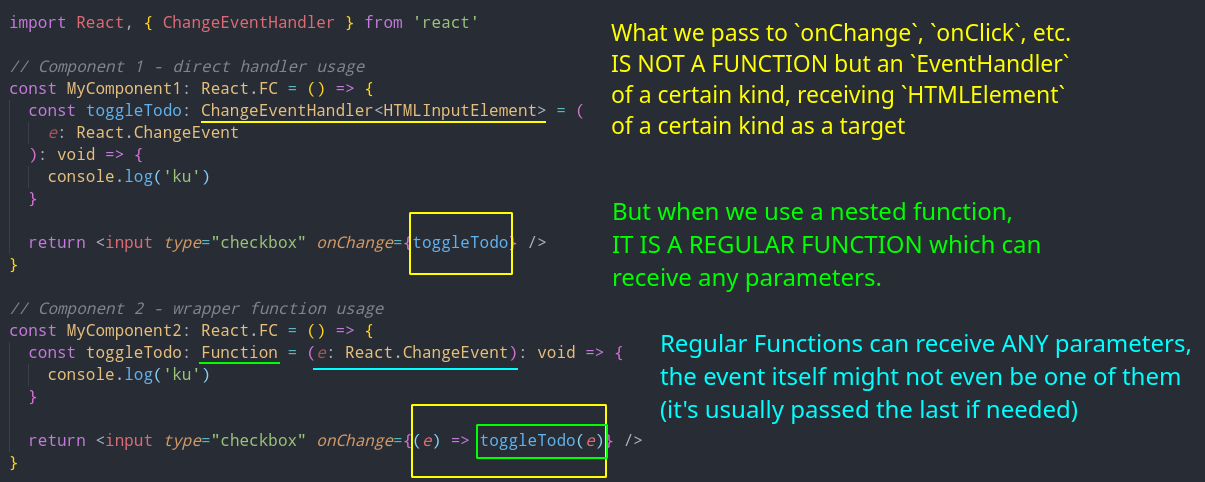 import React, { ChangeEventHandler } from 'react'
// Component 1 - direct handler usage
const MyComponent1: React.FC = () => {
const toggleTodo: ChangeEventHandler<HTMLInputElement> = (
e: React.ChangeEvent
): void => {
console.log('ku')
}
return <input type="checkbox" onChange={toggleTodo} />
}
// Component 2 - wrapper function usage
const MyComponent2: React.FC = () => {
const toggleTodo: Function = (e: React.ChangeEvent): void => {
console.log('ku')
}
return <input type="checkbox" onChange={(e) => toggleTodo(e)} />
}
What we pass to `onChange`, `onClick`, etc.
IS NOT A FUNCTION but an `EventHandler`
of a certain kind, receiving `HTMLElement`
of a certain kind as a target
But when we use a nested function,
IT IS A REGULAR FUNCTION which can
receive any parameters.
Regular Functions can receive ANY parameters,
the event itself might not even be one of them
(it's usually passed the last if needed)